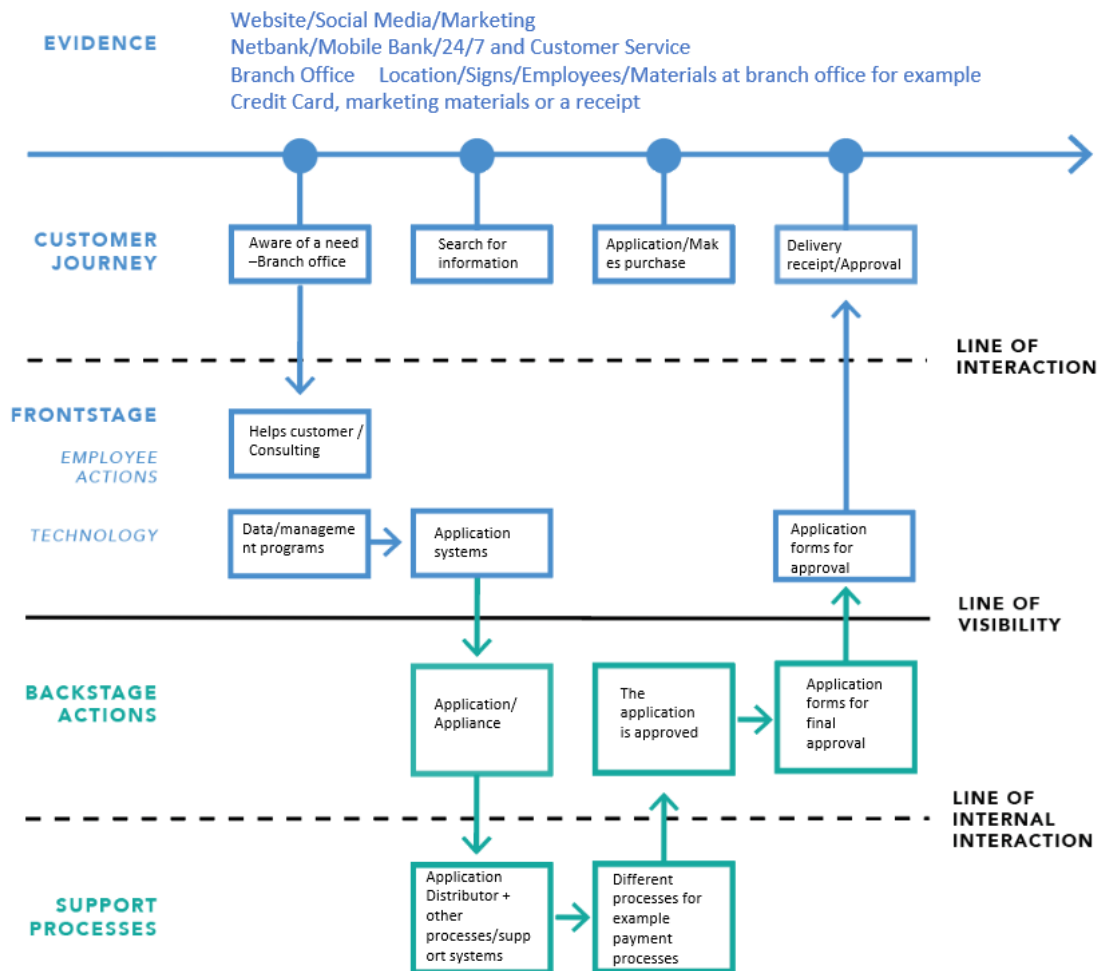 EVIDENCE
Website/Social Media/Marketing
Netbank/Mobile Bank/24/7 and Customer Service
Branch Office Location/Signs/Employees/Materials at branch office for example
Credit Card, marketing materials or a receipt
CUSTOMER
JOURNEY
Aware of a need
–Branch office
Search for
information
Application/Mak
es purchase
Delivery
receipt/Approval
LINE OF
INTERACTION
FRONTSTAGE
EMPLOYEE
ACTIONS
Helps customer /
Consulting
TECHNOLOGY
Data/manageme
nt programs
Application
systems
Application
forms for
approval
LINE OF
VISIBILITY
BACKSTAGE
ACTIONS
Application/
Appliance
The
application
is approved
Application
forms for
final
approval
LINE OF
INTERNAL
INTERACTION
SUPPORT
PROCESSES
Application
Distributor +
other
processes/supp
ort systems
Different
processes for
example
payment
processes